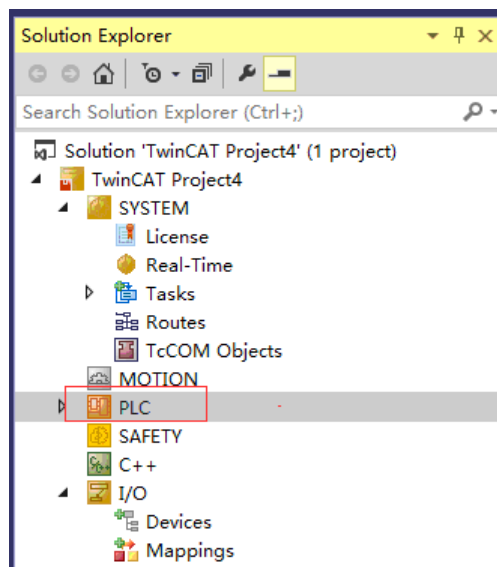 Solution Explorer
Search Solution Explorer (Ctrl+;)
Solution 'TwinCAT Project4' (1 project)
TwinCAT Project4
SYSTEM
License
Real-Time
Tasks
Routes
TcCOM Objects
MOTION
PLC
SAFETY
C++
I/O
Devices
Mappings